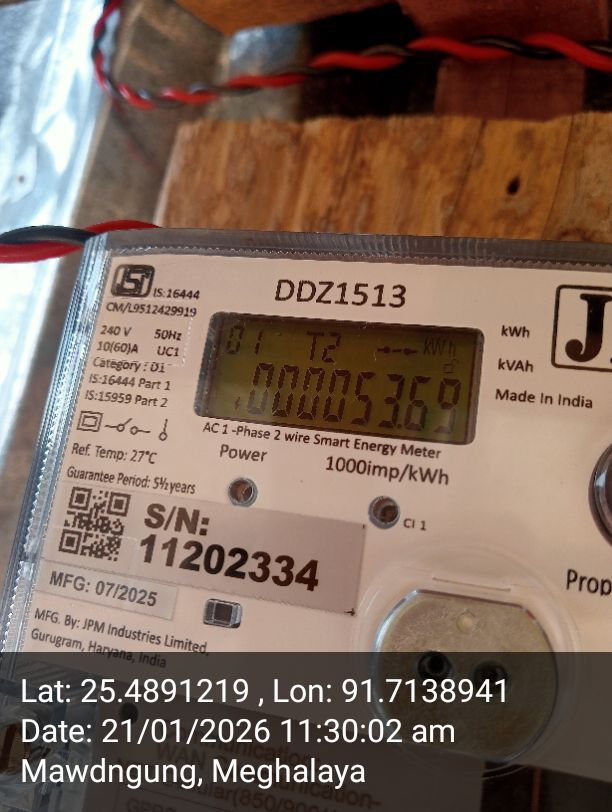 IS:16444
CM/L9512429919
DDZ1513
240 V 50Hz
10(60)A UC1
Category : D1
IS:16444 Part 1
IS:15959 Part 2
01 T2 kWh
000053.69
kWh
kVAh
Made In India
AC 1 -Phase 2 wire Smart Energy Meter
Ref. Temp: 27°C
Power
1000imp/kWh
Guarantee Period: 5½ years
S/N:
11202334
Cl 1
MFG: 07/2025
MFG. By: JPM Industries Limited,
Gurugram, Haryana, India
Prop
Lat: 25.4891219 , Lon: 91.7138941
Date: 21/01/2026 11:30:02 am
Mawdngung, Meghalaya